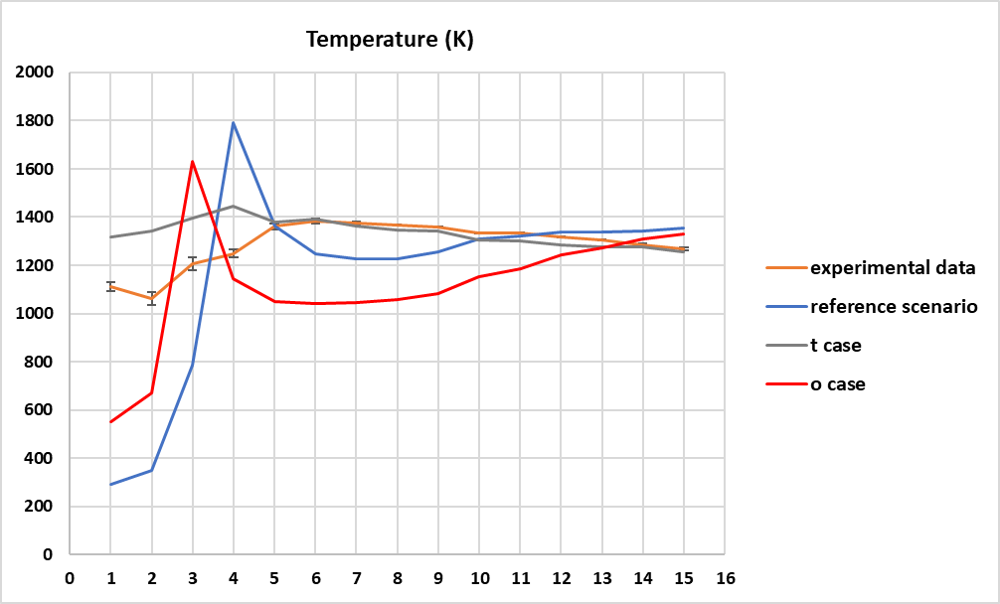 Temperature (K)
2000
1800
1600
1400
1200
1000
800
600
400
200
0
0 1 2 3 4 5 6 7 8 9 10 11 12 13 14 15 16
experimental data
reference scenario
t case
o case